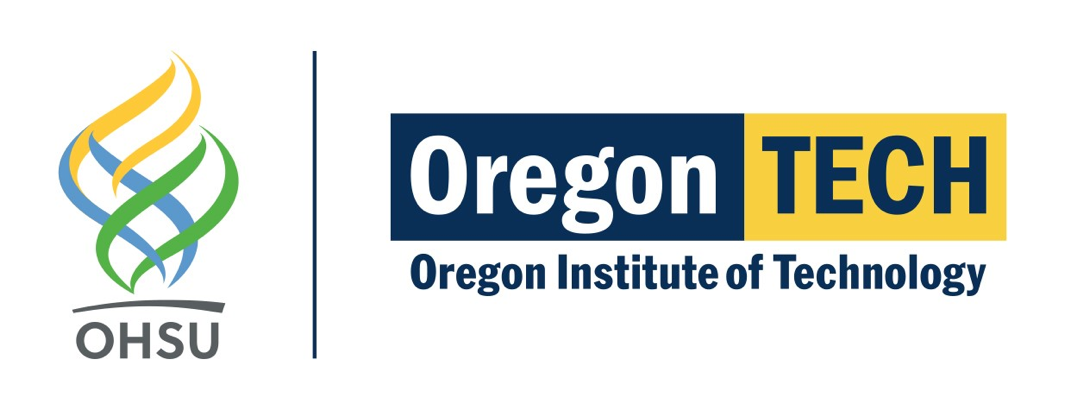 OHSU
Oregon TECH
Oregon Institute of Technology